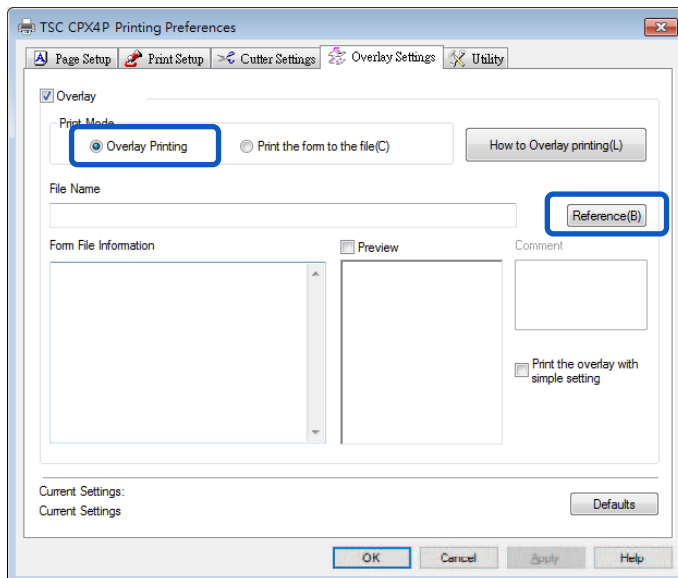 TSC CPX4P Printing Preferences
Page Setup Print Setup Cutter Settings Overlay Settings Utility
Overlay
Print Mode
Overlay Printing Print the form to the file(C) How to Overlay printing(L)
File Name
Reference(B)
Form File Information Preview Comment
Print the overlay with
simple setting
Current Settings:
Current Settings Defaults
OK Cancel Apply Help